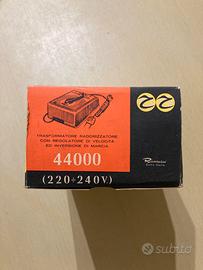 TRASFORMATORE RADDRIZZATORE
CON REGOLATORE DI VELOCITÀ
ED INVERSIONE DI MARCIA
44000
(220÷240V)
Rivarossi
subito